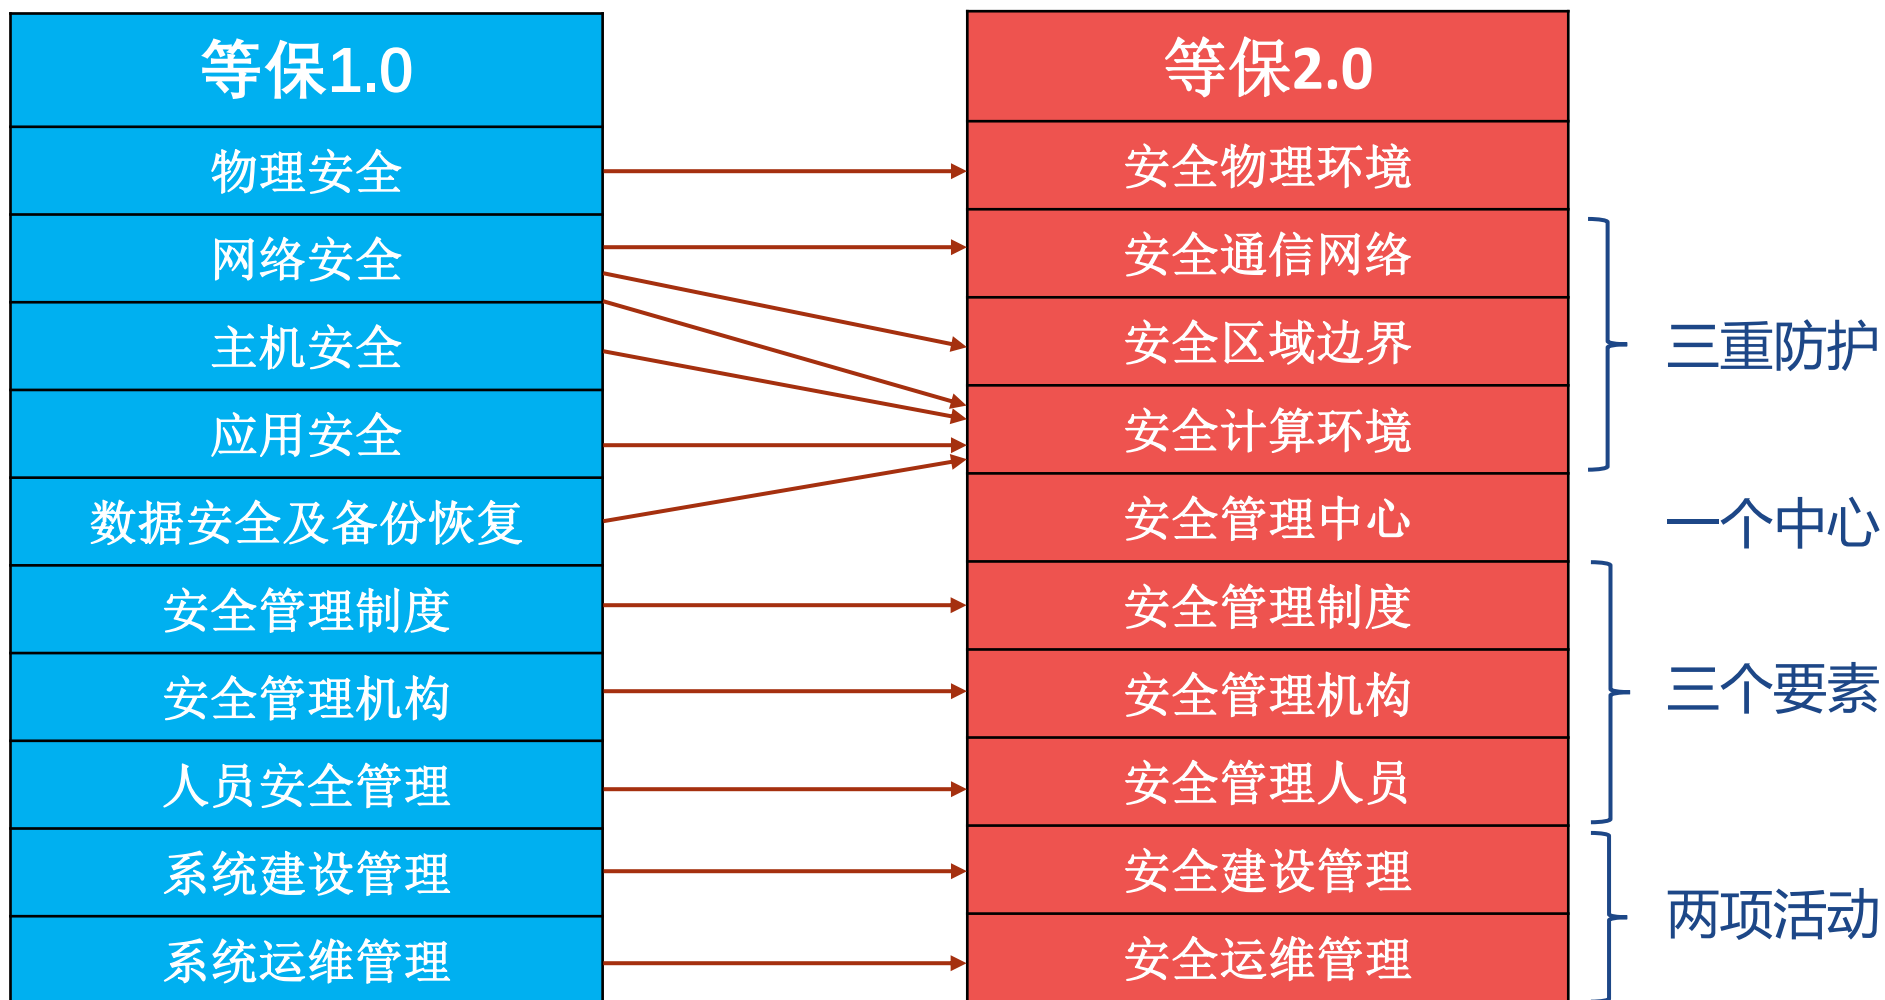 等保1.0
物理安全
网络安全
主机安全
应用安全
数据安全及备份恢复
安全管理制度
安全管理机构
人员安全管理
系统建设管理
系统运维管理
等保2.0
安全物理环境
安全通信网络
安全区域边界
安全计算环境
安全管理中心
安全管理制度
安全管理机构
安全管理人员
安全建设管理
安全运维管理
三重防护
一个中心
三个要素
两项活动